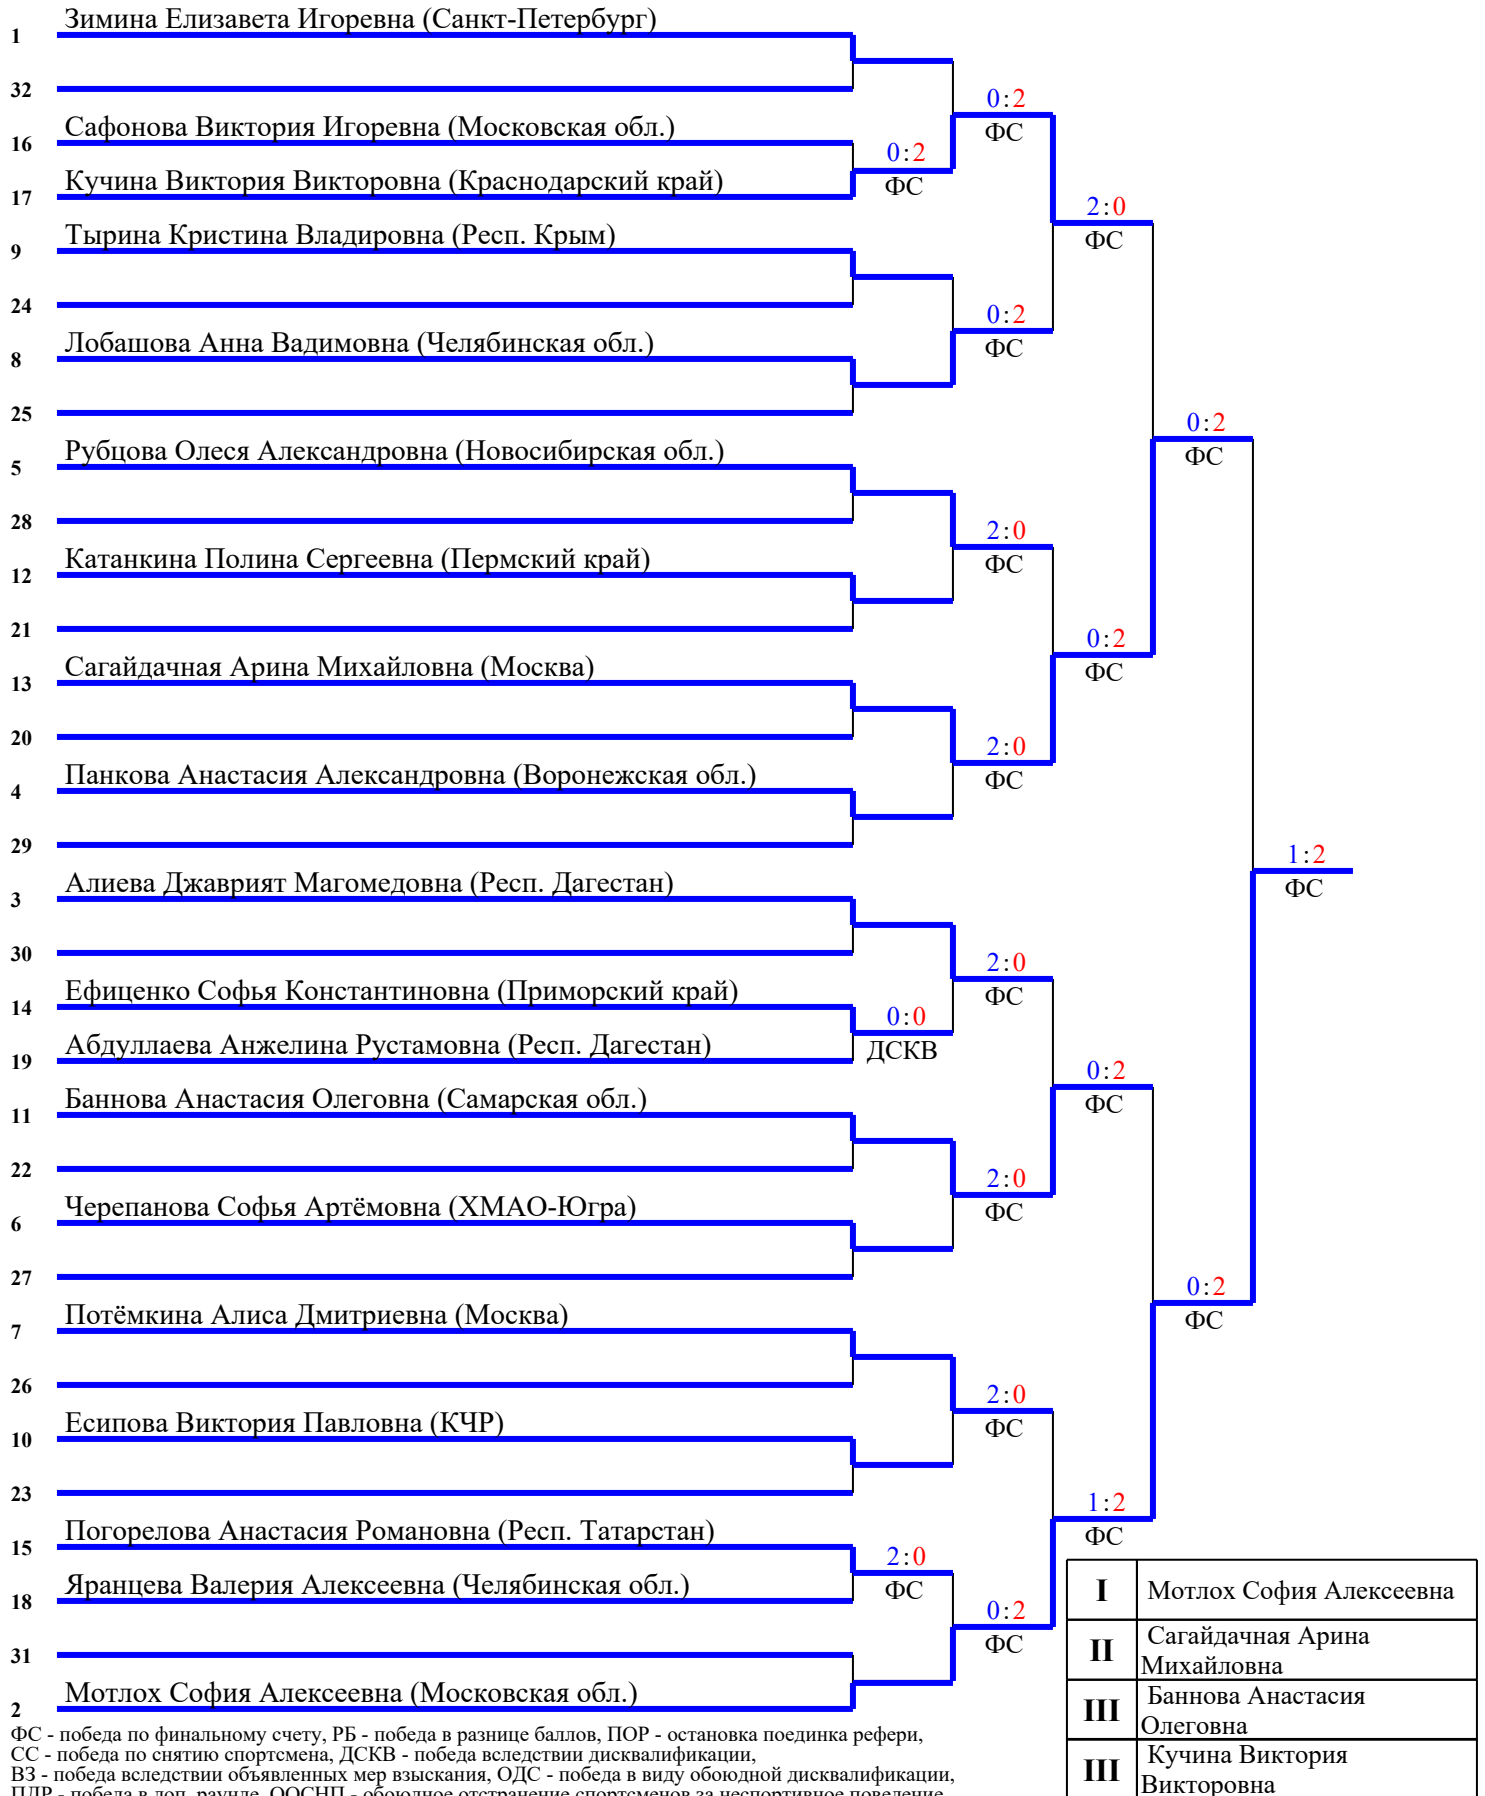 Зимина Елизавета Игоревна (Санкт-Петербург)
1
32
0:2
ФС
Сафонова Виктория Игоревна (Московская обл.)
16
0:2
ФС
Кучина Виктория Викторовна (Краснодарский край)
17
2:0
ФС
Тырина Кристина Владировна (Респ. Крым)
9
24
0:2
ФС
Лобашова Анна Вадимовна (Челябинская обл.)
8
25
0:2
ФС
Рубцова Олеся Александровна (Новосибирская обл.)
5
28
2:0
ФС
Катанкина Полина Сергеевна (Пермский край)
12
21
0:2
ФС
Сагайдачная Арина Михайловна (Москва)
13
20
2:0
ФС
Панкова Анастасия Александровна (Воронежская обл.)
4
29
1:2
ФС
Алиева Джаврият Магомедовна (Респ. Дагестан)
3
30
2:0
ФС
Ефиценко Софья Константиновна (Приморский край)
14
0:0
ДСКВ
Абдуллаева Анжелина Рустамовна (Респ. Дагестан)
19
0:2
ФС
Баннова Анастасия Олеговна (Самарская обл.)
11
22
2:0
ФС
Черепанова Софья Артёмовна (ХМАО-Югра)
6
27
0:2
ФС
Потёмкина Алиса Дмитриевна (Москва)
7
26
2:0
ФС
Есипова Виктория Павловна (КЧР)
10
23
1:2
ФС
Погорелова Анастасия Романовна (Респ. Татарстан)
15
2:0
ФС
Яранцева Валерия Алексеевна (Челябинская обл.)
18
0:2
ФС
31
Мотлох София Алексеевна (Московская обл.)
2
I Мотлох София Алексеевна
II Сагайдачная Арина
Михайловна
III Баннова Анастасия
Олеговна
III Кучина Виктория
Викторовна
ФС - победа по финальному счету, РБ - победа в разнице баллов, ПОР - остановка поединка рефери,
СС - победа по снятию спортсмена, ДСКВ - победа вследствии дисквалификации,
ВЗ - победа вследствии объявленных мер взыскания, ОДС - победа в виду обоюдной дисквалификации,
ПДР - победа в доп. раунде, ООСНП - обоюдное отстранение спортсменов за неспортивное поведение